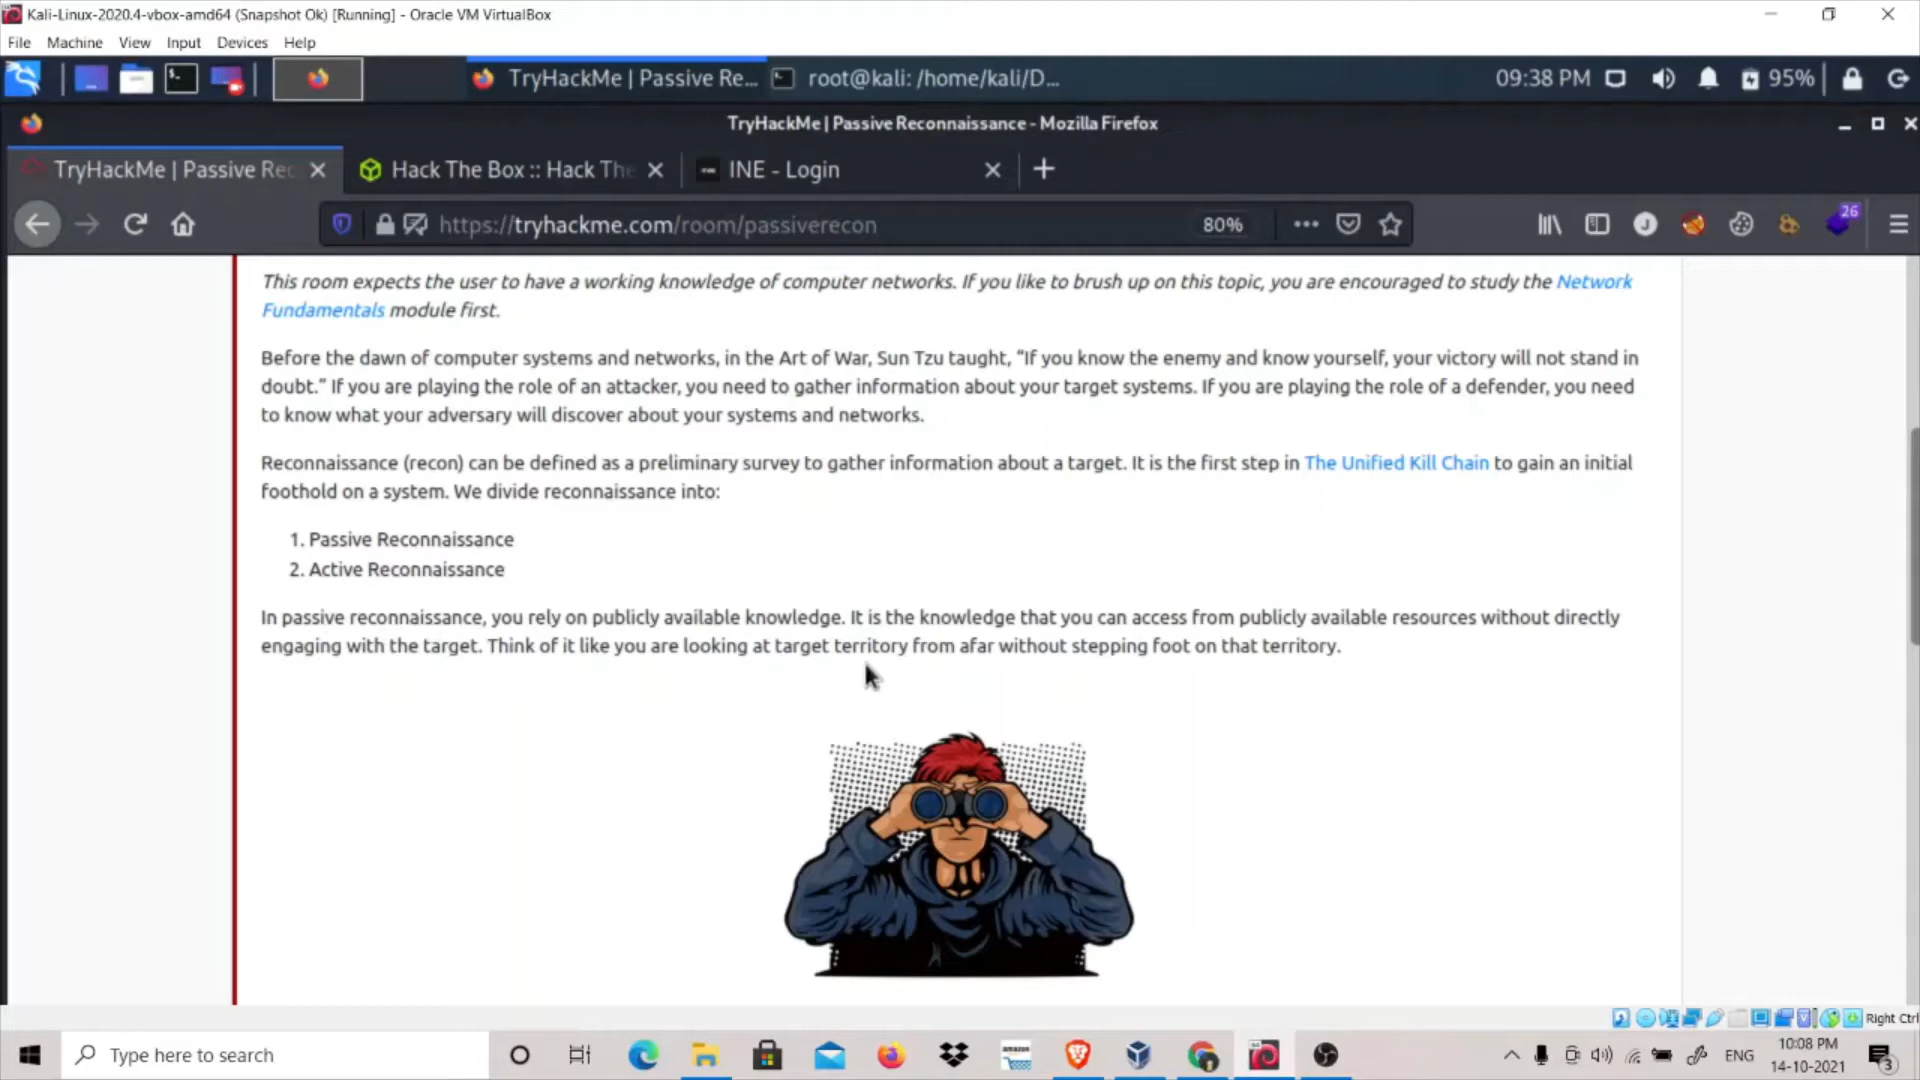 Kali-Linux-2020.4-vbox-amd64 (Snapshot Ok) [Running] - Oracle VM VirtualBox
File Machine View Input Devices Help
TryHackMe | Passive Re... root@kali: /home/kali/D... 09:38 PM 95%
TryHackMe | Passive Reconnaissance - Mozilla Firefox
TryHackMe | Passive Rec Hack The Box :: Hack The INE - Login
https://tryhackme.com/room/passiverecon 80% 26
This room expects the user to have a working knowledge of computer networks. If you like to brush up on this topic, you are encouraged to study the Network
Fundamentals module first.
Before the dawn of computer systems and networks, in the Art of War, Sun Tzu taught, “If you know the enemy and know yourself, your victory will not stand in
doubt.” If you are playing the role of an attacker, you need to gather information about your target systems. If you are playing the role of a defender, you need
to know what your adversary will discover about your systems and networks.
Reconnaissance (recon) can be defined as a preliminary survey to gather information about a target. It is the first step in The Unified Kill Chain to gain an initial
foothold on a system. We divide reconnaissance into:
1. Passive Reconnaissance
2. Active Reconnaissance
In passive reconnaissance, you rely on publicly available knowledge. It is the knowledge that you can access from publicly available resources without directly
engaging with the target. Think of it like you are looking at target territory from afar without stepping foot on that territory.
Right Ctrl
Type here to search amazon ENG 10:08 PM
14-10-2021 3